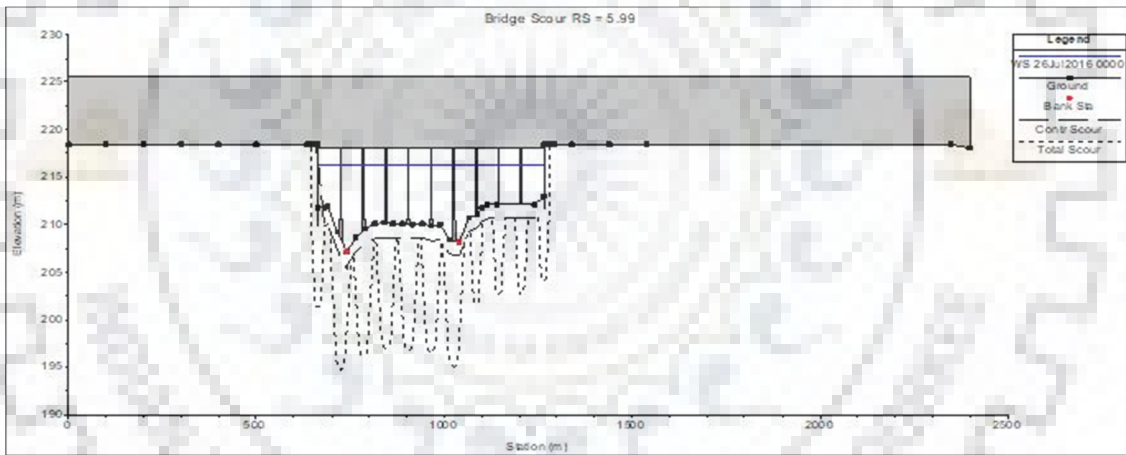 Bridge Scour RS = 5.99
230
225
220
215
210
205
200
195
190
Elevation (m)
0
500
1000
1500
2000
2500
Station (m)
Legend
WS 26Jul2016 0000
Ground
Bank Sta
Contr Scour
Total Scour